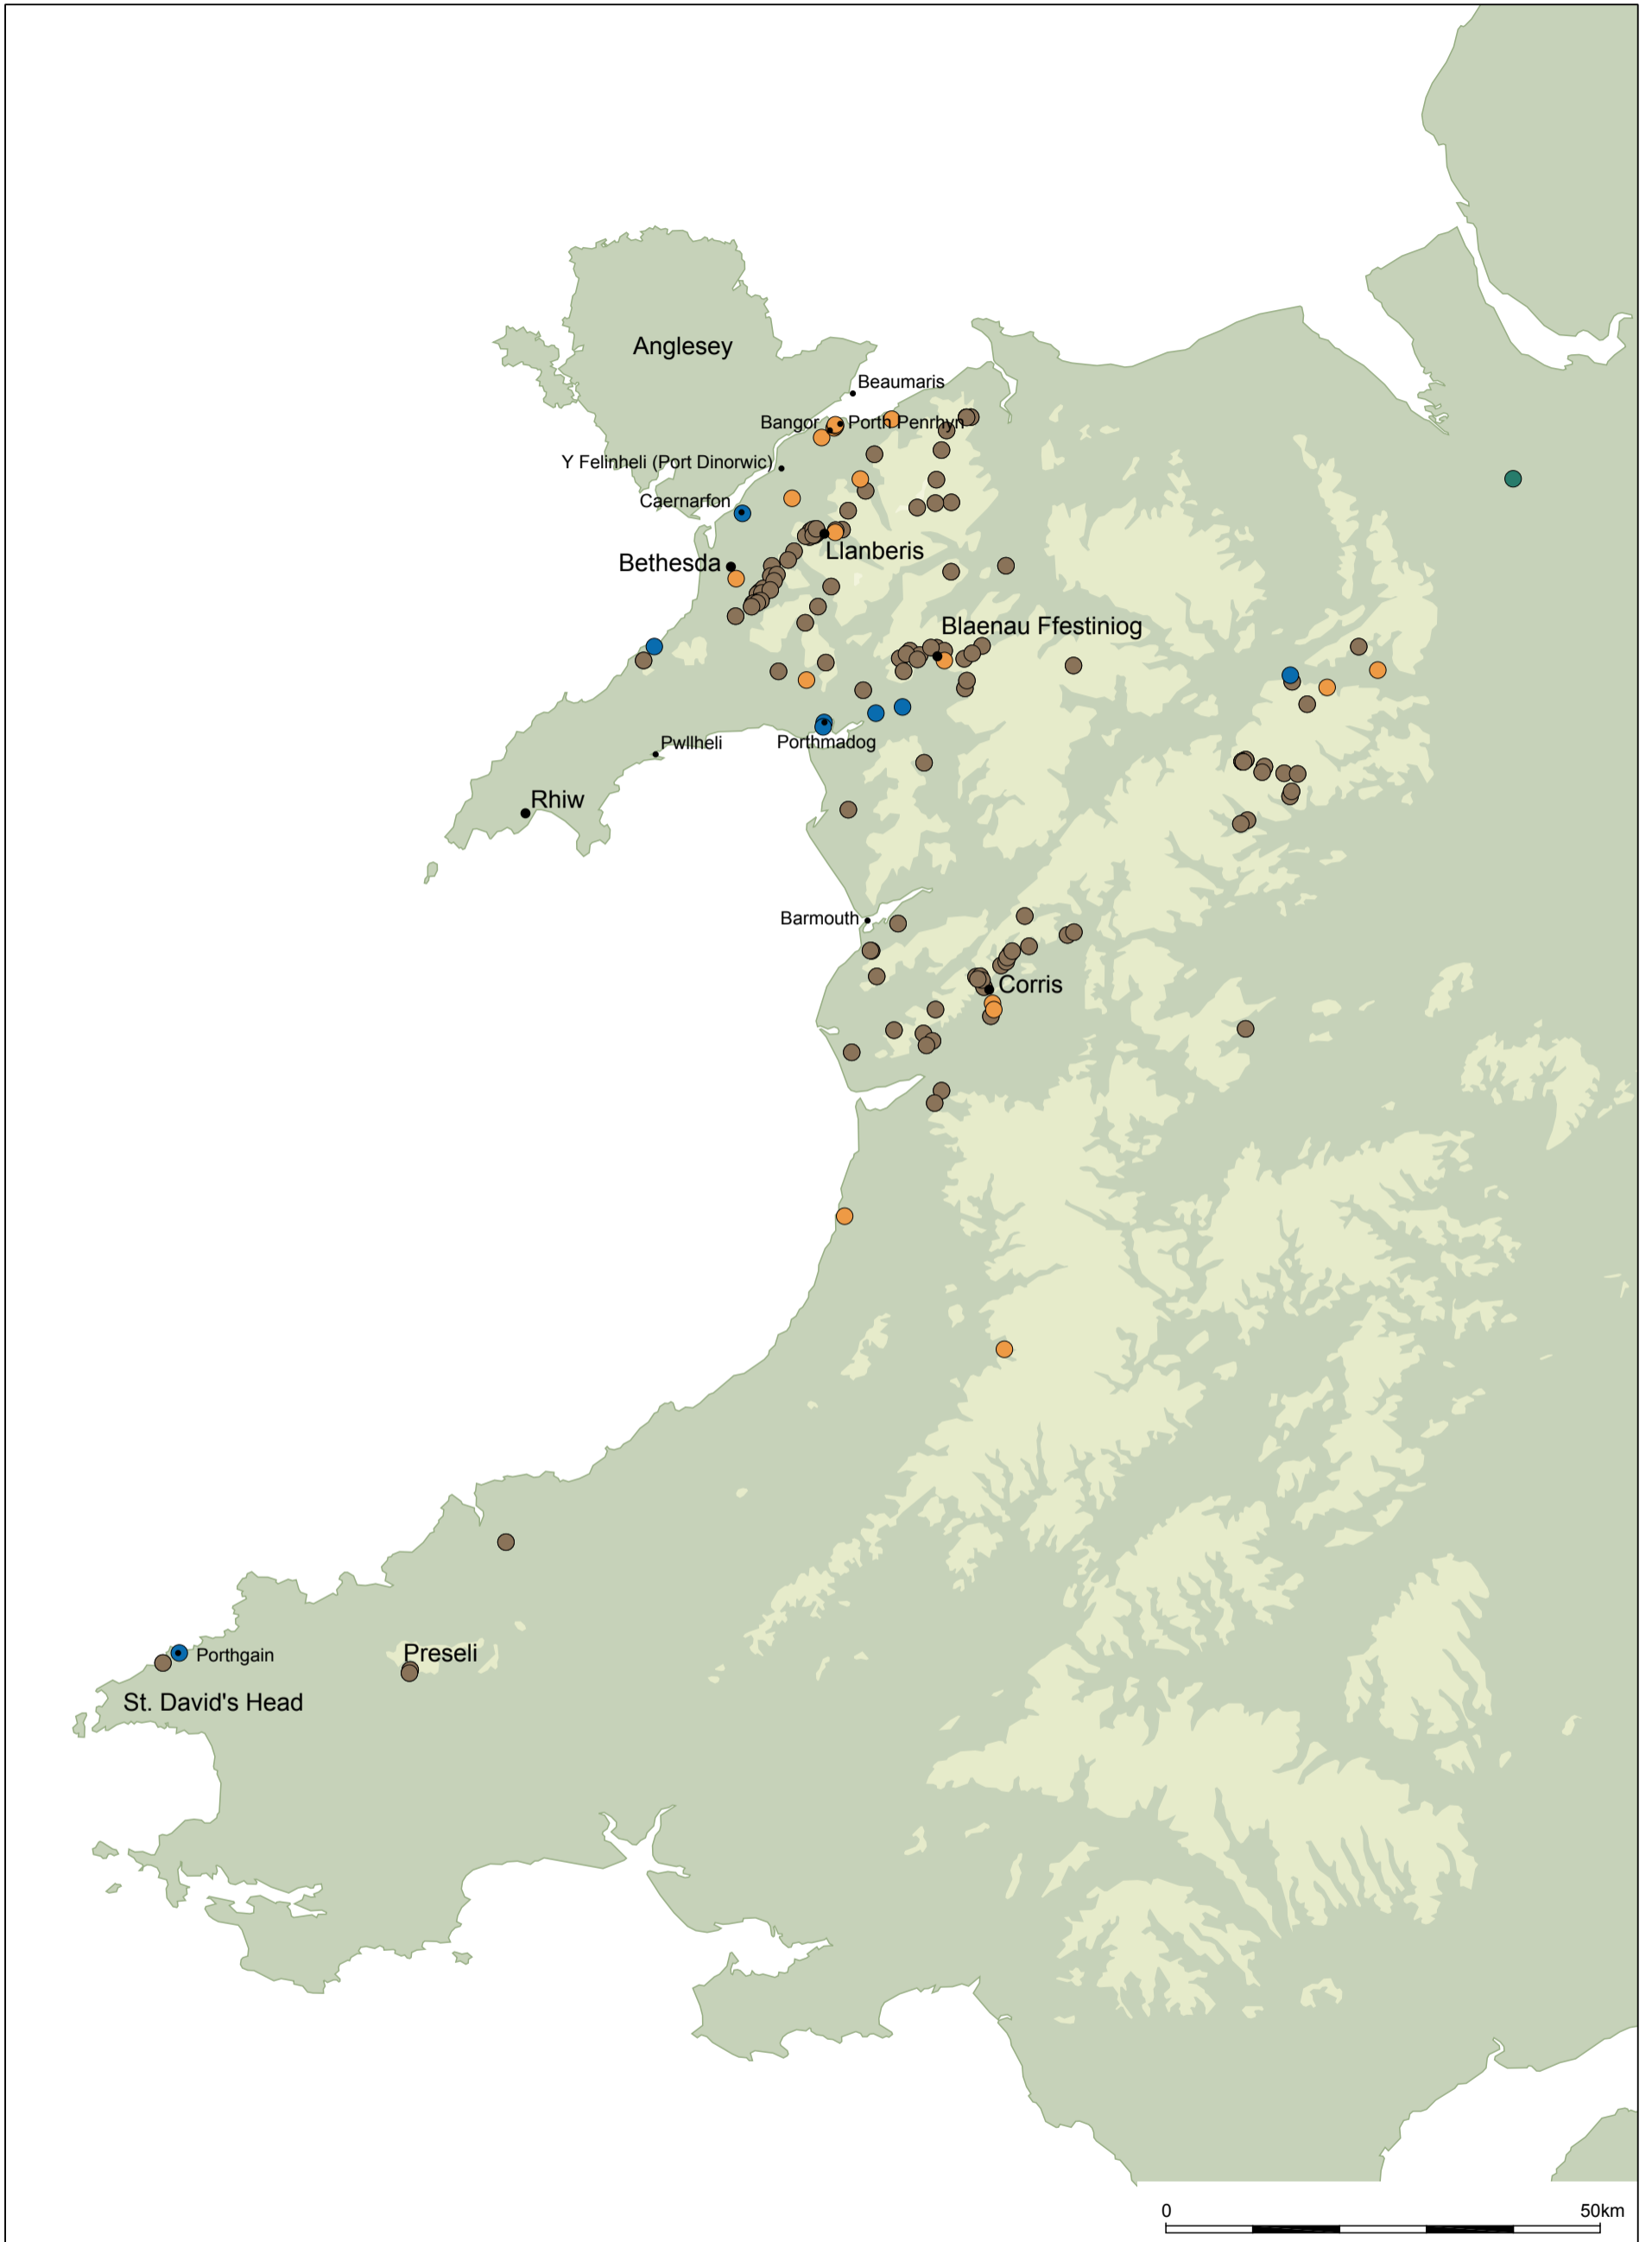 Anglesey
Beaumaris
Bangor
Porth Penrhyn
Y Felinheli (Port Dinorwic)
Caernarfon
Llanberis
Bethesda
Blaenau Ffestiniog
Porthmadog
Pwllheli
Rhiw
Barmouth
Corris
Porthgain
Preseli
St. David's Head
0
50km